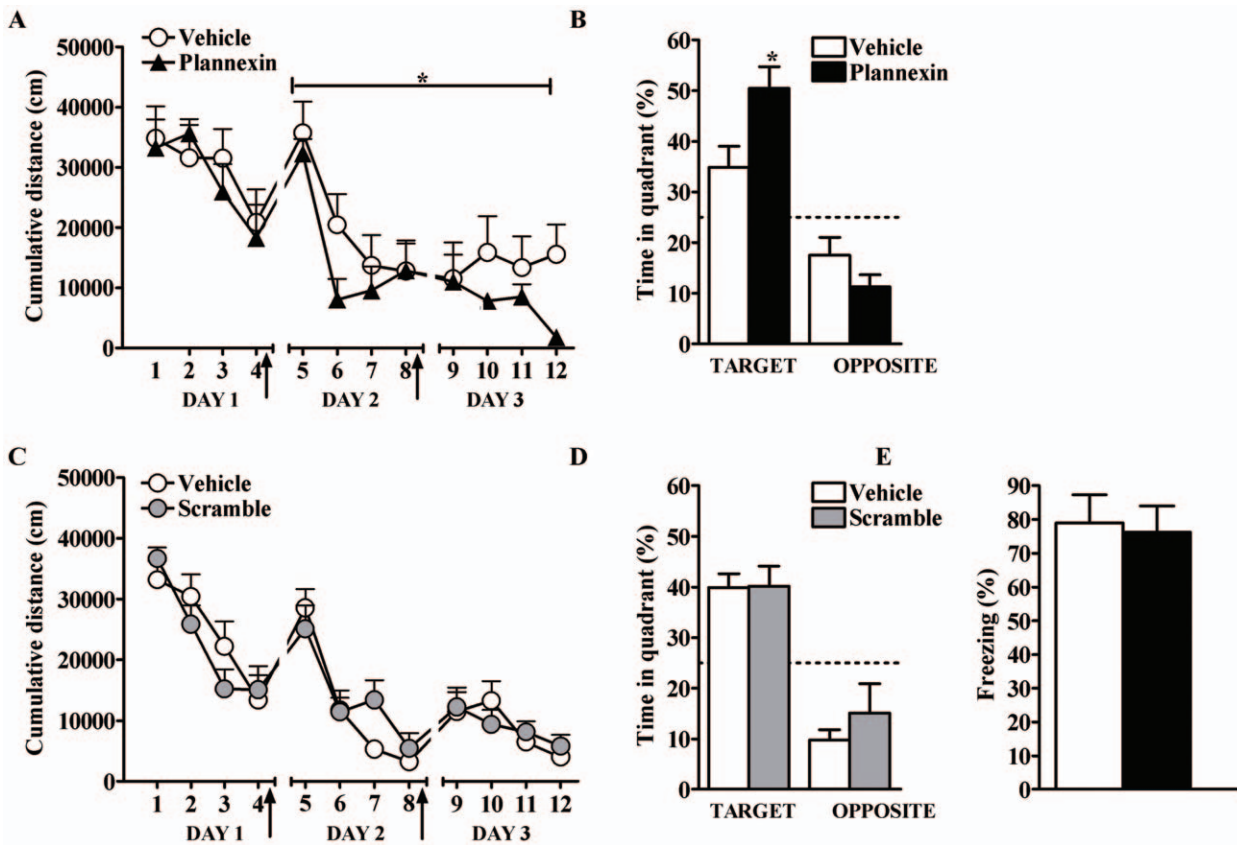 A
Vehicle
Plannexin
Cumulative distance (cm)
50000
40000
30000
20000
10000
0
*
1 2 3 4 5 6 7 8 9 10 11 12
DAY 1 DAY 2 DAY 3
B
Vehicle
Plannexin
Time in quadrant (%)
60
50
40
30
20
10
0
*
TARGET OPPOSITE
C
Vehicle
Scramble
Cumulative distance (cm)
50000
40000
30000
20000
10000
0
1 2 3 4 5 6 7 8 9 10 11 12
DAY 1 DAY 2 DAY 3
D
Vehicle
Scramble
Time in quadrant (%)
60
50
40
30
20
10
0
TARGET OPPOSITE
E
Freezing (%)
90
80
70
60
50
40
30
20
10
0